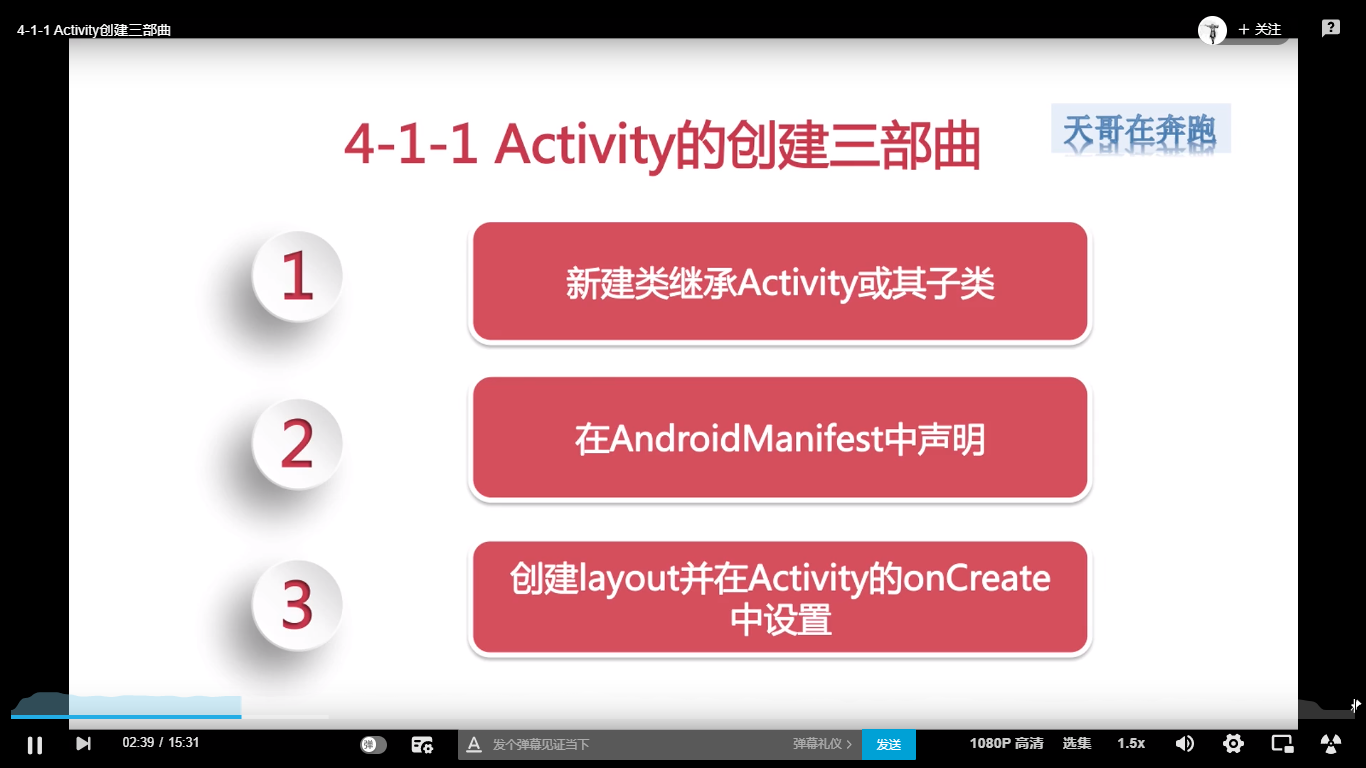 4-1-1 Activity创建三部曲
+ 关注
?
4-1-1 Activity的创建三部曲
天哥在奔跑
1
新建类继承Activity或其子类
2
在AndroidManifest中声明
3
创建layout并在Activity的onCreate
中设置
02:39 / 15:31
弹
A
发个弹幕见证当下
弹幕礼仪 >
发送
1080P 高清
选集
1.5x